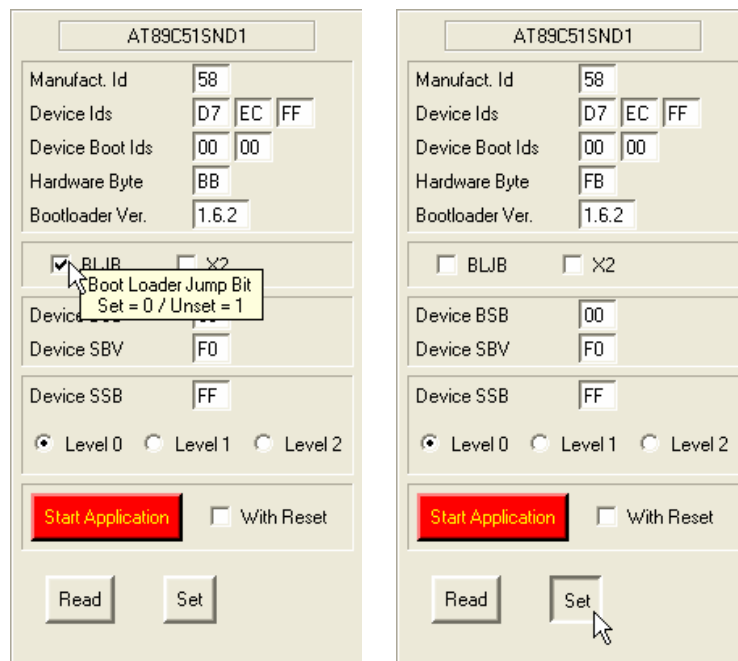 AT89C51SND1
Manufact. Id 58
Device Ids D7 EC FF
Device Boot Ids 00 00
Hardware Byte BB
Bootloader Ver. 1.6.2
BLJB X2
Boot Loader Jump Bit
Set = 0 / Unset = 1
Device
Device SBV F0
Device SSB FF
Level 0 Level 1 Level 2
Start Application With Reset
Read Set
AT89C51SND1
Manufact. Id 58
Device Ids D7 EC FF
Device Boot Ids 00 00
Hardware Byte FB
Bootloader Ver. 1.6.2
BLJB X2
Device BSB 00
Device SBV F0
Device SSB FF
Level 0 Level 1 Level 2
Start Application With Reset
Read Set